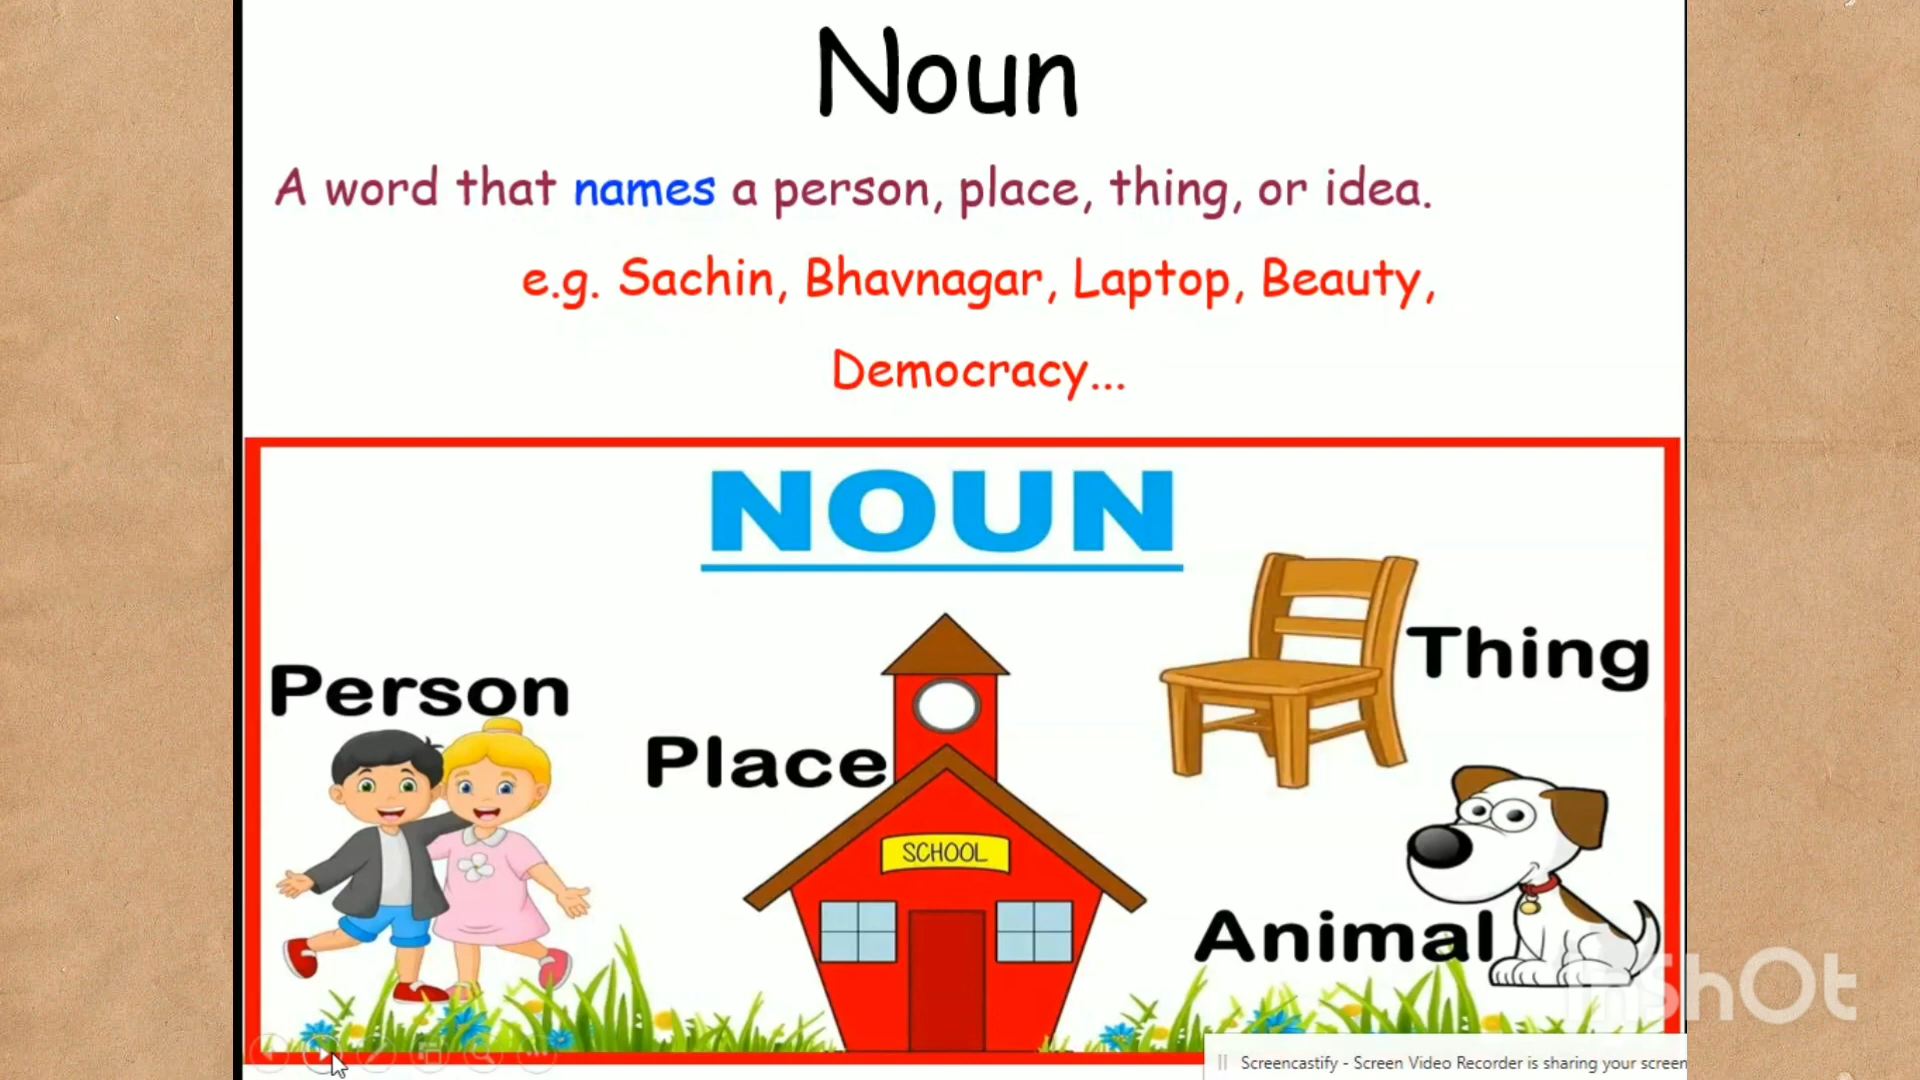 Noun
A word that names a person, place, thing, or idea.
e.g. Sachin, Bhavnagar, Laptop, Beauty,
Democracy...
NOUN
Thing
Person
Place
SCHOOL
Animal
InShOt
Screencastify - Screen Video Recorder is sharing your screen